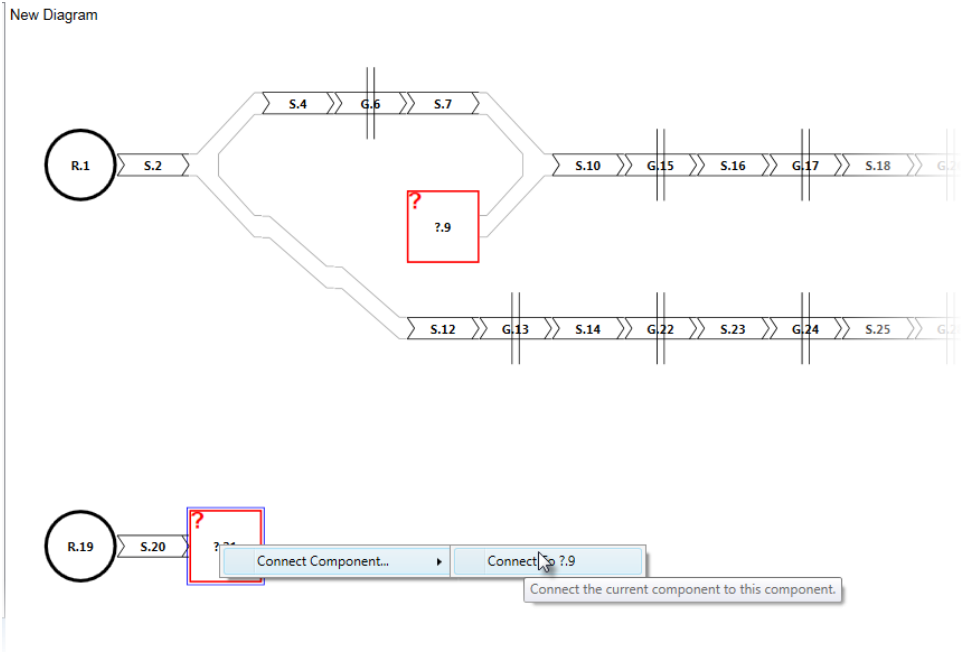 New Diagram
S.4 G.6 S.7
R.1 S.2 S.10 G.15 S.16 G.17 S.18
?
?.9
S.12 G.13 S.14 G.22 S.23 G.24 S.25
?
R.19 S.20
Connect Component... Connect To ?.9
Connect the current component to this component.